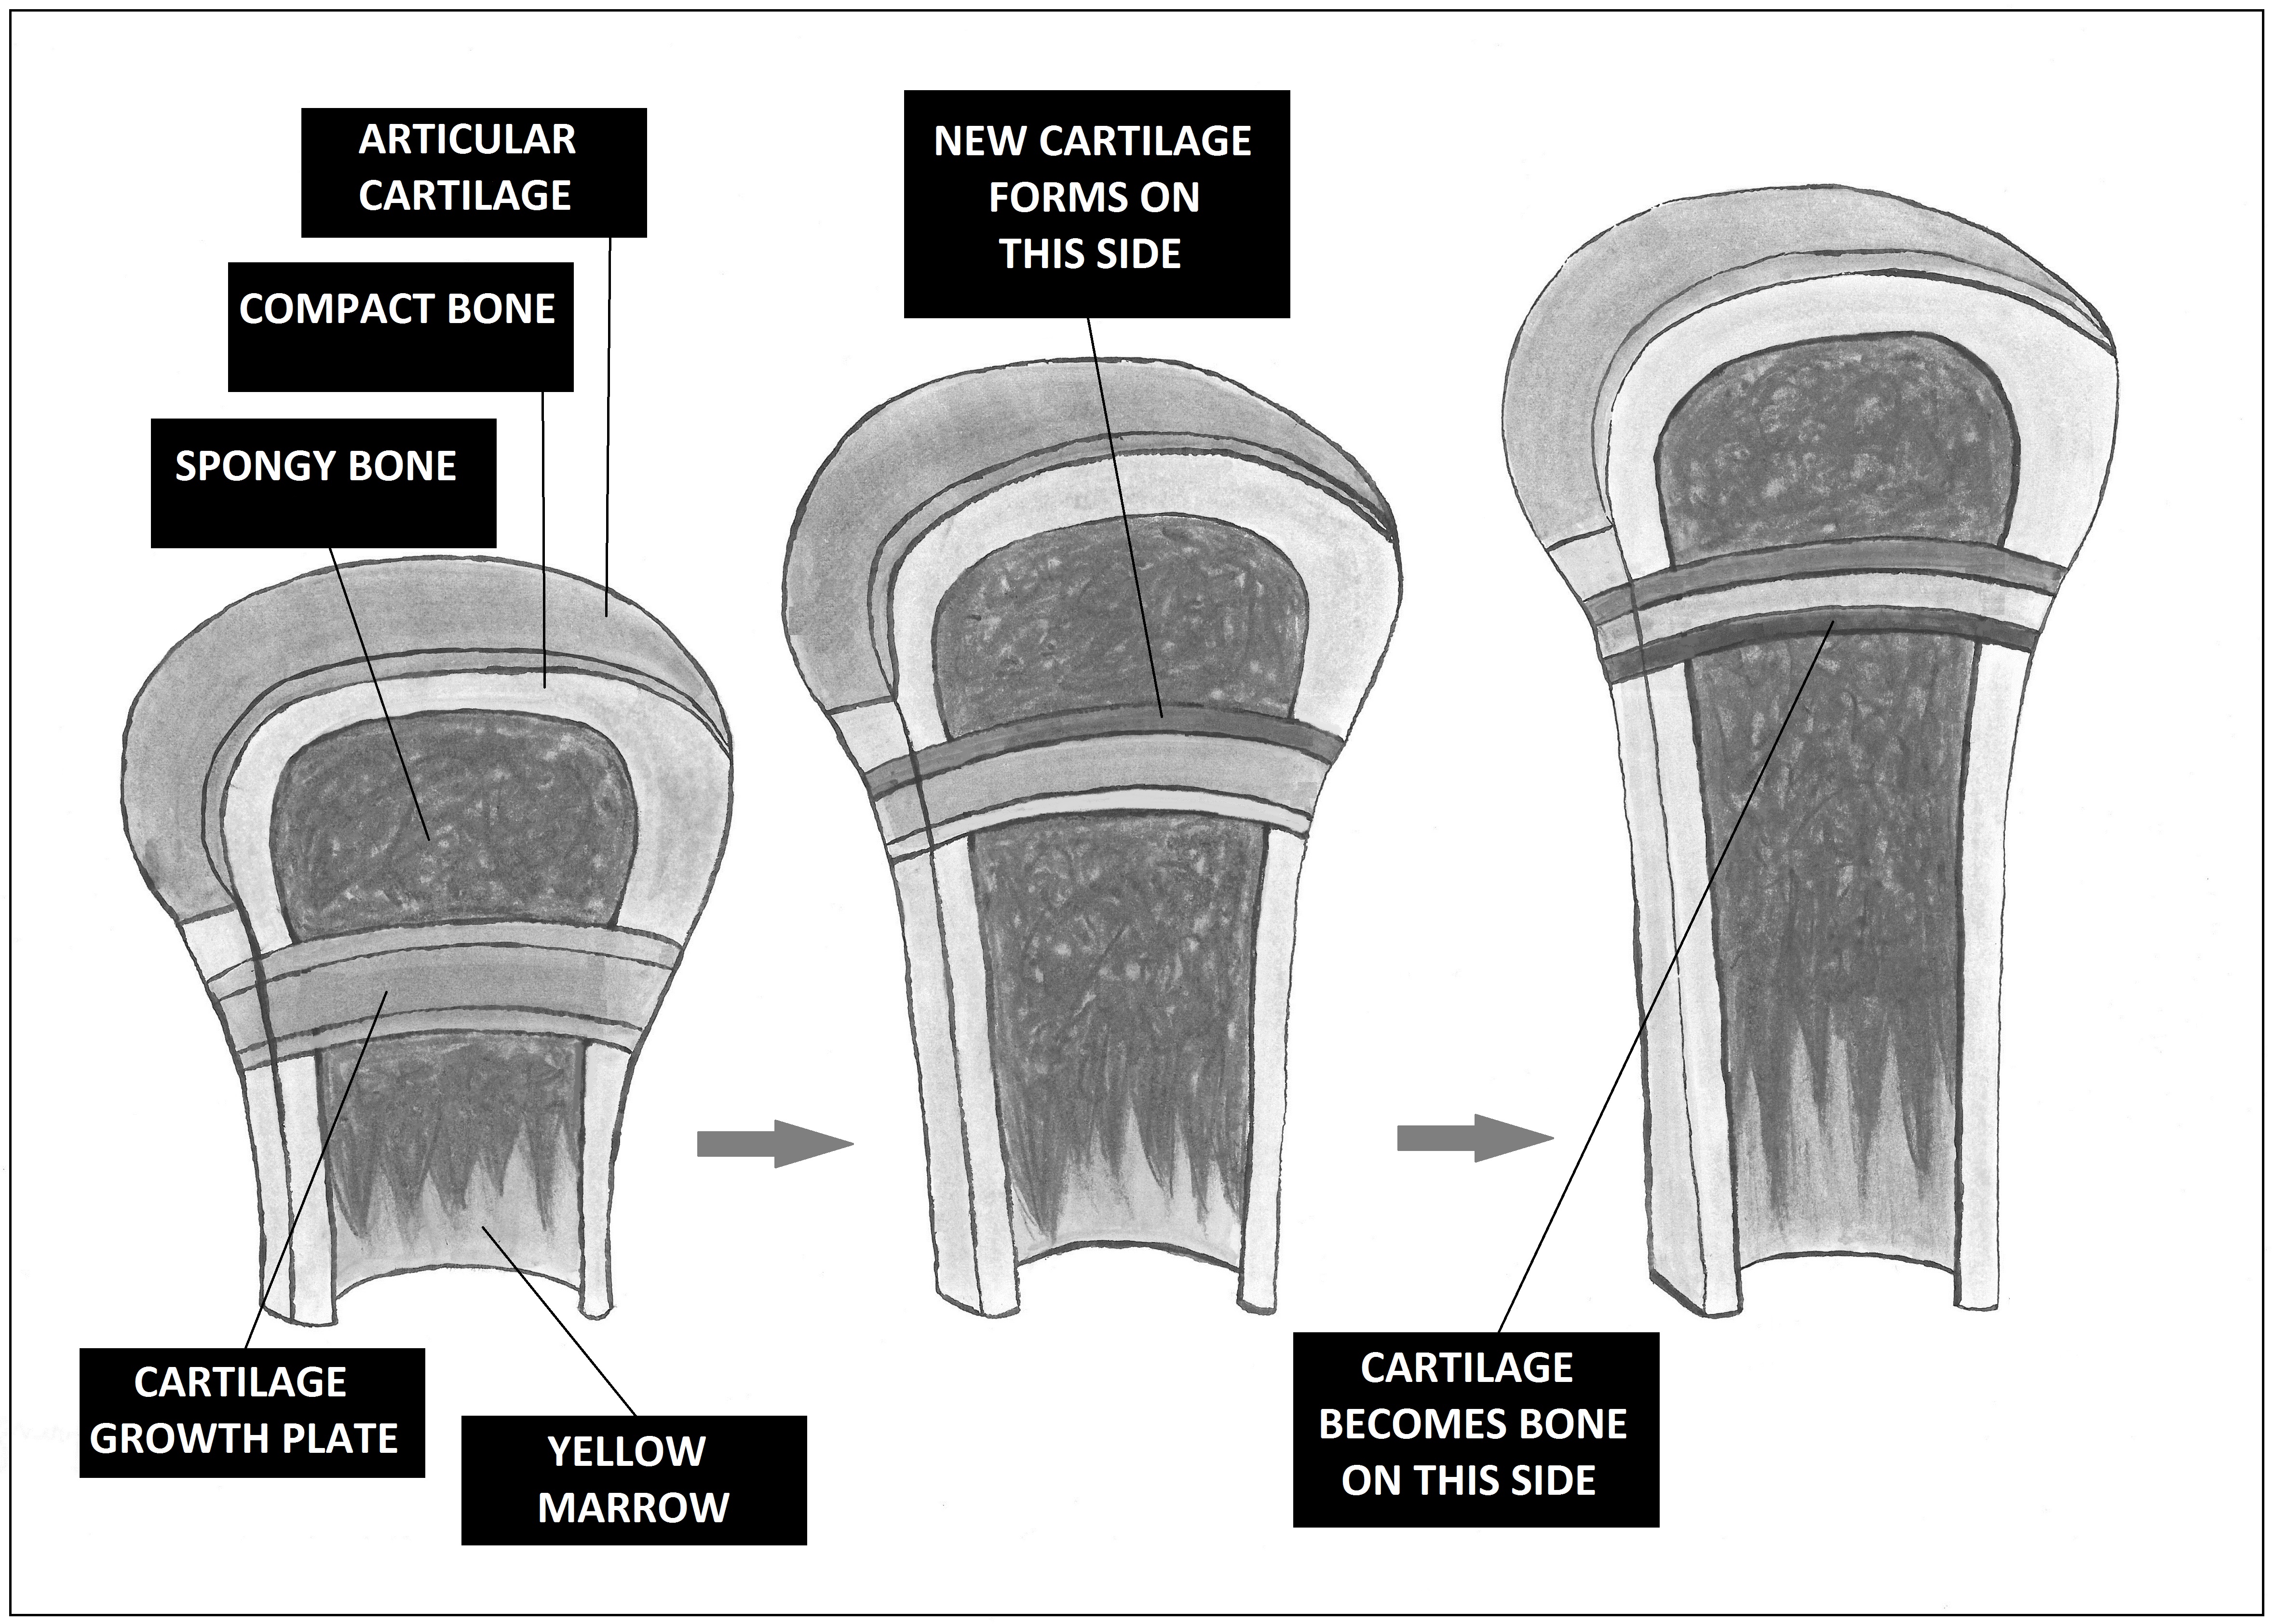 ARTICULAR
CARTILAGE
COMPACT BONE
SPONGY BONE
NEW CARTILAGE
FORMS ON
THIS SIDE
CARTILAGE
GROWTH PLATE
YELLOW
MARROW
CARTILAGE
BECOMES BONE
ON THIS SIDE